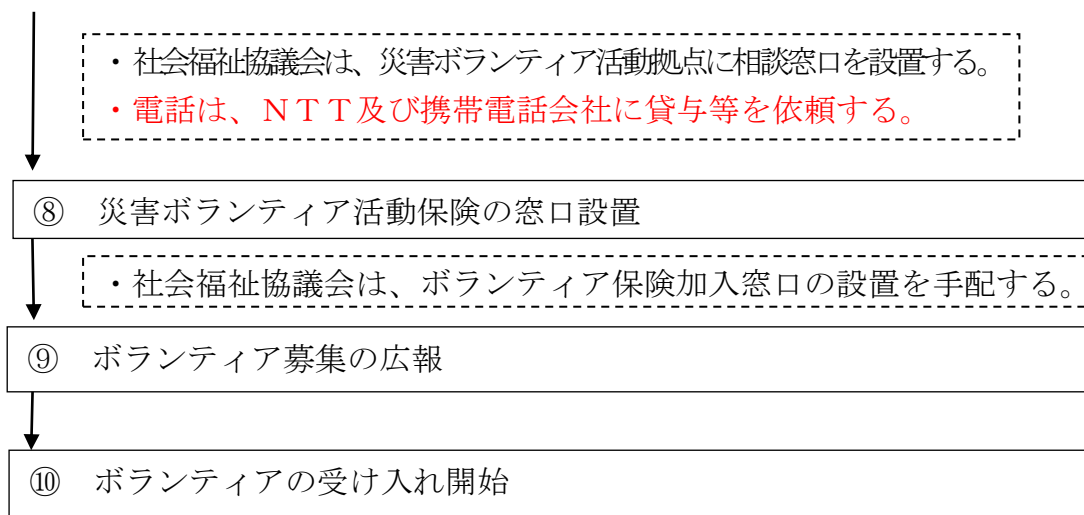 ・社会福祉協議会は、災害ボランティア活動拠点に相談窓口を設置する。
・電話は、ＮＴＴ及び携帯電話会社に貸与等を依頼する。
⑧　災害ボランティア活動保険の窓口設置
・社会福祉協議会は、ボランティア保険加入窓口の設置を手配する。
⑨　ボランティア募集の広報
⑩　ボランティアの受け入れ開始